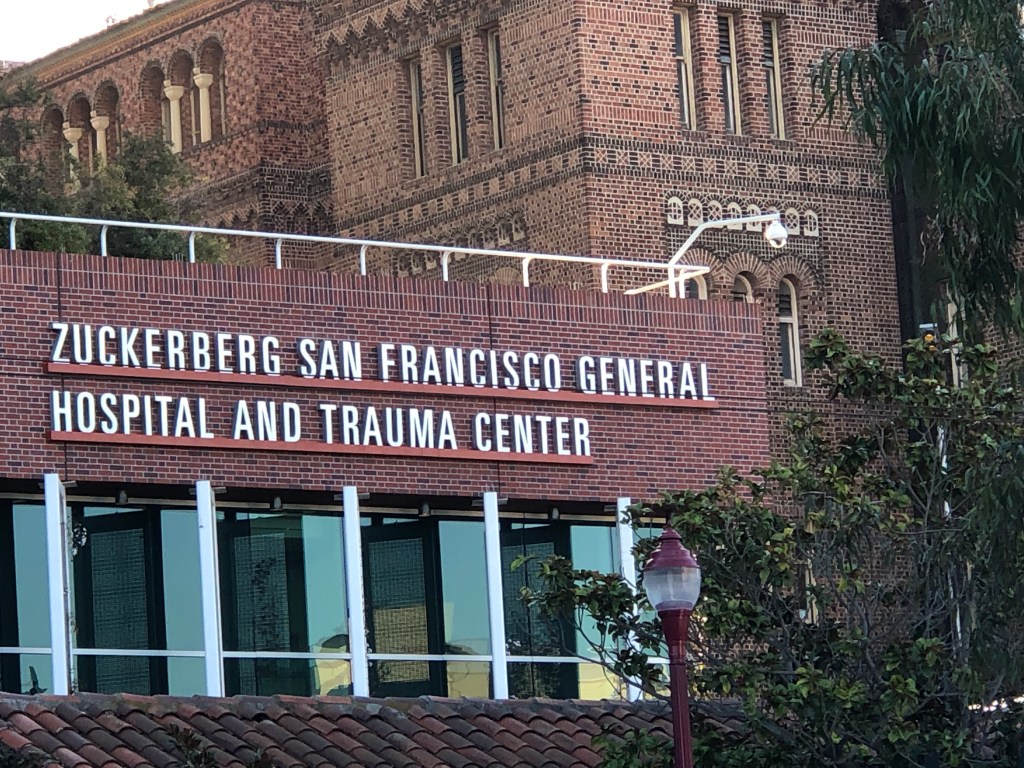 ZUCKERBERG SAN FRANCISCO GENERAL
HOSPITAL AND TRAUMA CENTER